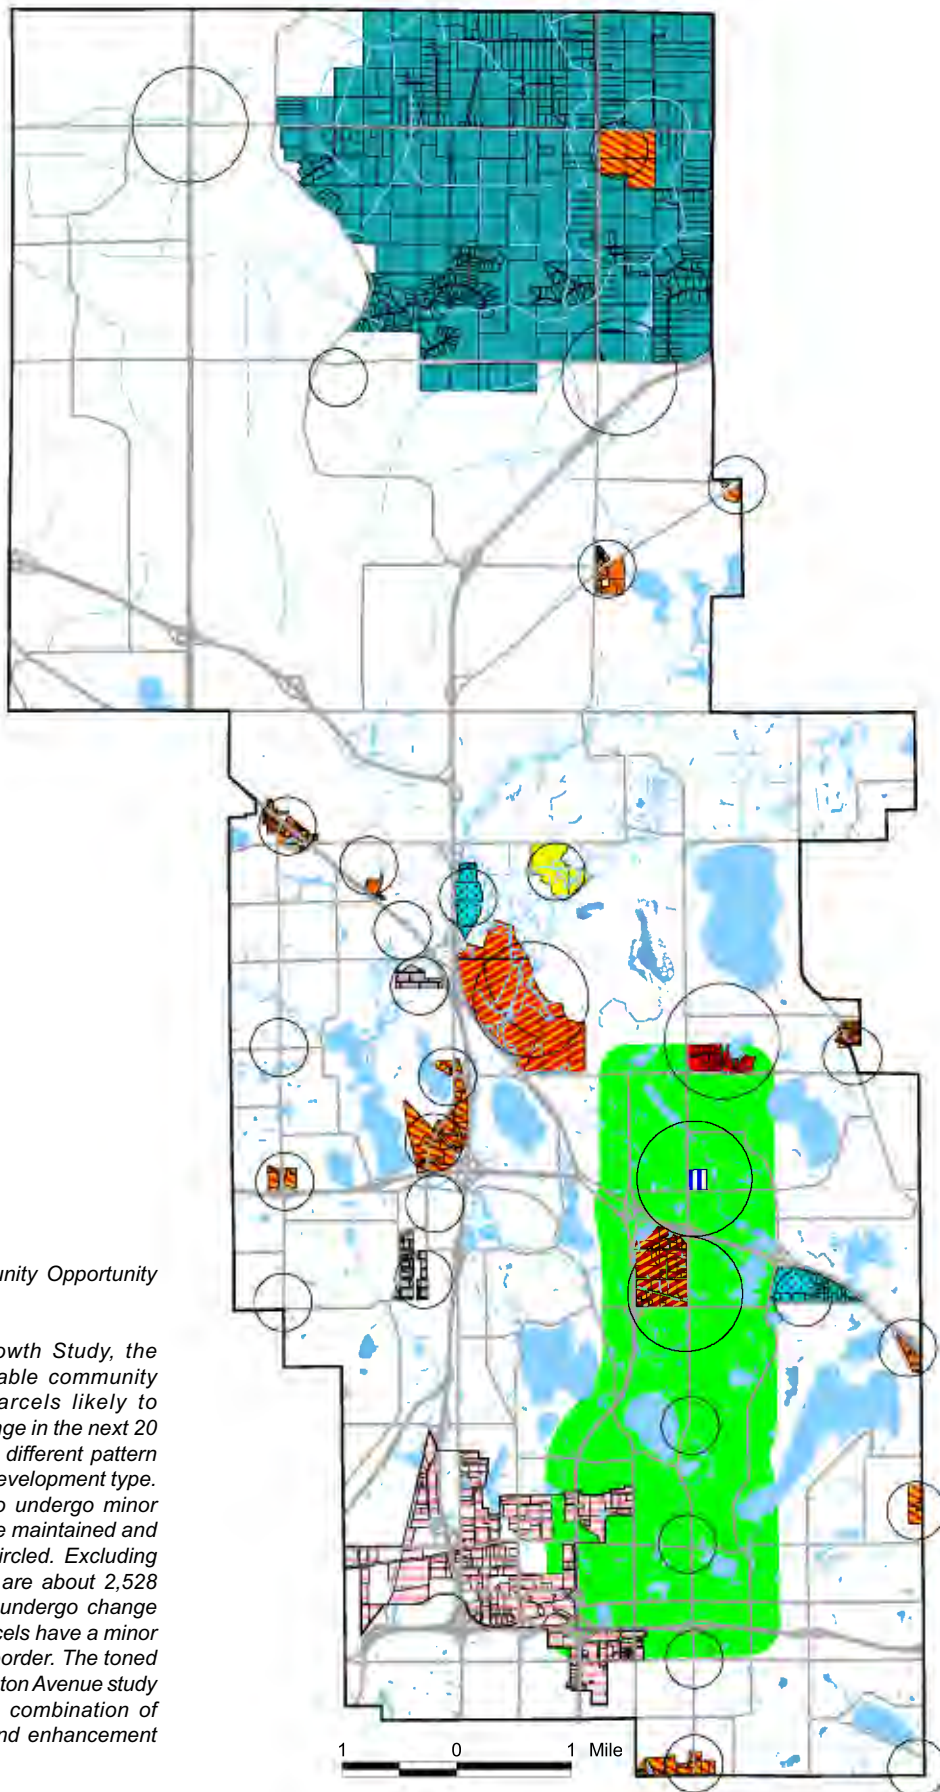 unity Opportunity
owth Study, the
able community
arcels likely to
nge in the next 20
different pattern
evelopment type.
o undergo minor
e maintained and
ircled. Excluding
are about 2,528
undergo change
cels have a minor
order. The toned
ton Avenue study
combination of
nd enhancement
1 0 1 Mile